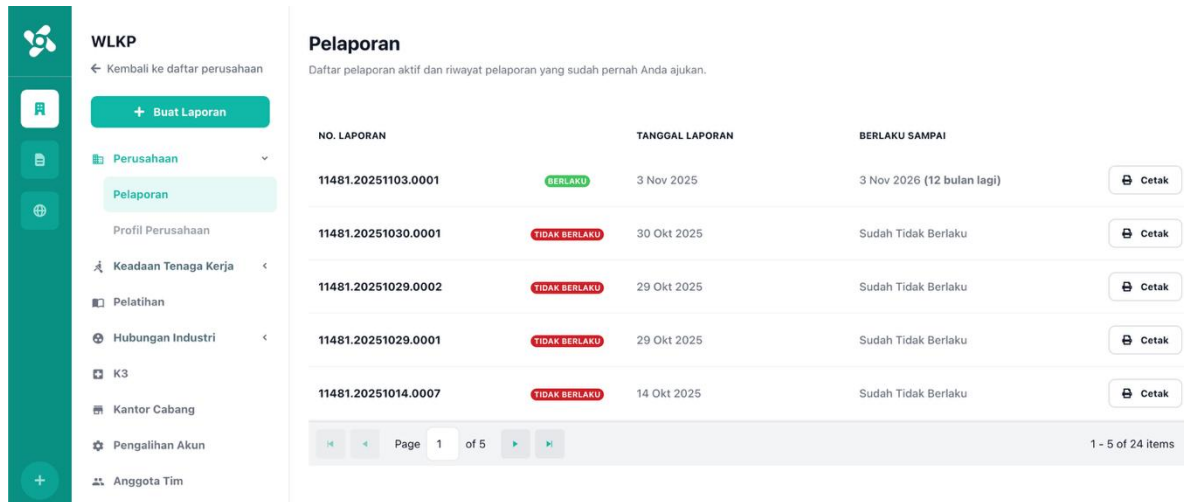 WLKP
← Kembali ke daftar perusahaan
+ Buat Laporan
Perusahaan
Pelaporan
Profil Perusahaan
Keadaan Tenaga Kerja
Pelatihan
Hubungan Industri
K3
Kantor Cabang
Pengalihan Akun
Anggota Tim
Pelaporan
Daftar pelaporan aktif dan riwayat pelaporan yang sudah pernah Anda ajukan.
NO. LAPORAN TANGGAL LAPORAN BERLAKU SAMPAI
11481.20251103.0001 BERLAKU 3 Nov 2025 3 Nov 2026 (12 bulan lagi) Cetak
11481.20251030.0001 TIDAK BERLAKU 30 Okt 2025 Sudah Tidak Berlaku Cetak
11481.20251029.0002 TIDAK BERLAKU 29 Okt 2025 Sudah Tidak Berlaku Cetak
11481.20251029.0001 TIDAK BERLAKU 29 Okt 2025 Sudah Tidak Berlaku Cetak
11481.20251014.0007 TIDAK BERLAKU 14 Okt 2025 Sudah Tidak Berlaku Cetak
Page 1 of 5 1 - 5 of 24 items